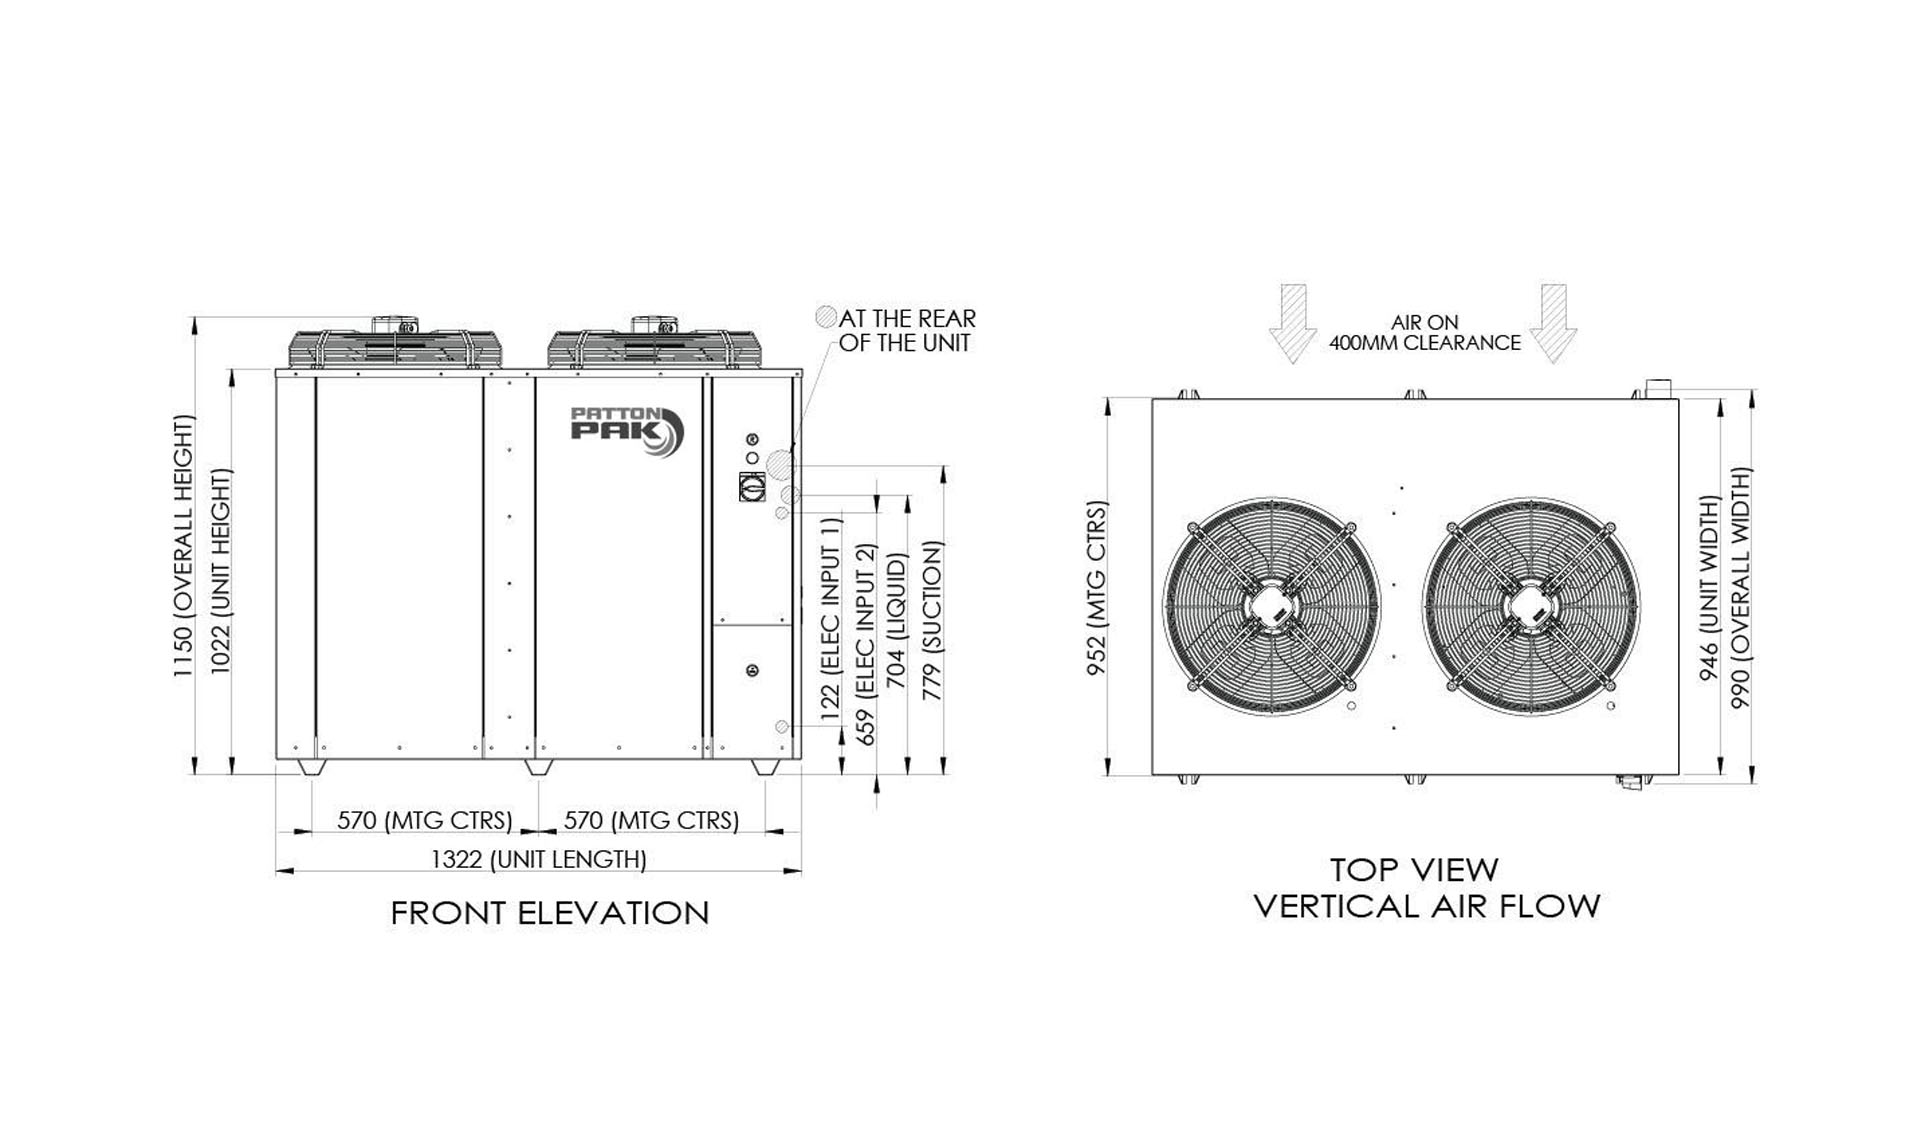 AT THE REAR
OF THE UNIT
PATTON
PAK
1150 (OVERALL HEIGHT)
1022 (UNIT HEIGHT)
122 (ELEC INPUT 1)
659 (ELEC INPUT 2)
704 (LIQUID)
779 (SUCTION)
570 (MTG CTRS)
570 (MTG CTRS)
1322 (UNIT LENGTH)
FRONT ELEVATION
AIR ON
400MM CLEARANCE
952 (MTG CTRS)
946 (UNIT WIDTH)
990 (OVERALL WIDTH)
TOP VIEW
VERTICAL AIR FLOW